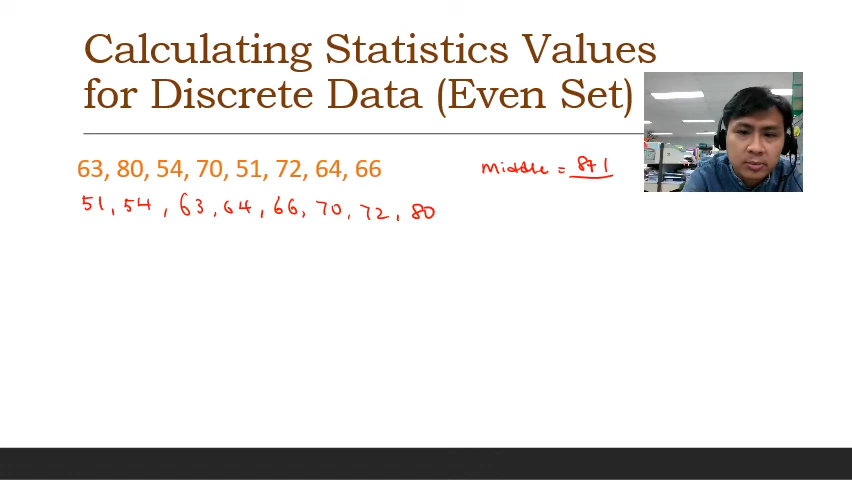 Calculating Statistics Values
for Discrete Data (Even Set)
63, 80, 54, 70, 51, 72, 64, 66
middle = 8+1
51, 54, 63, 64, 66, 70, 72, 80